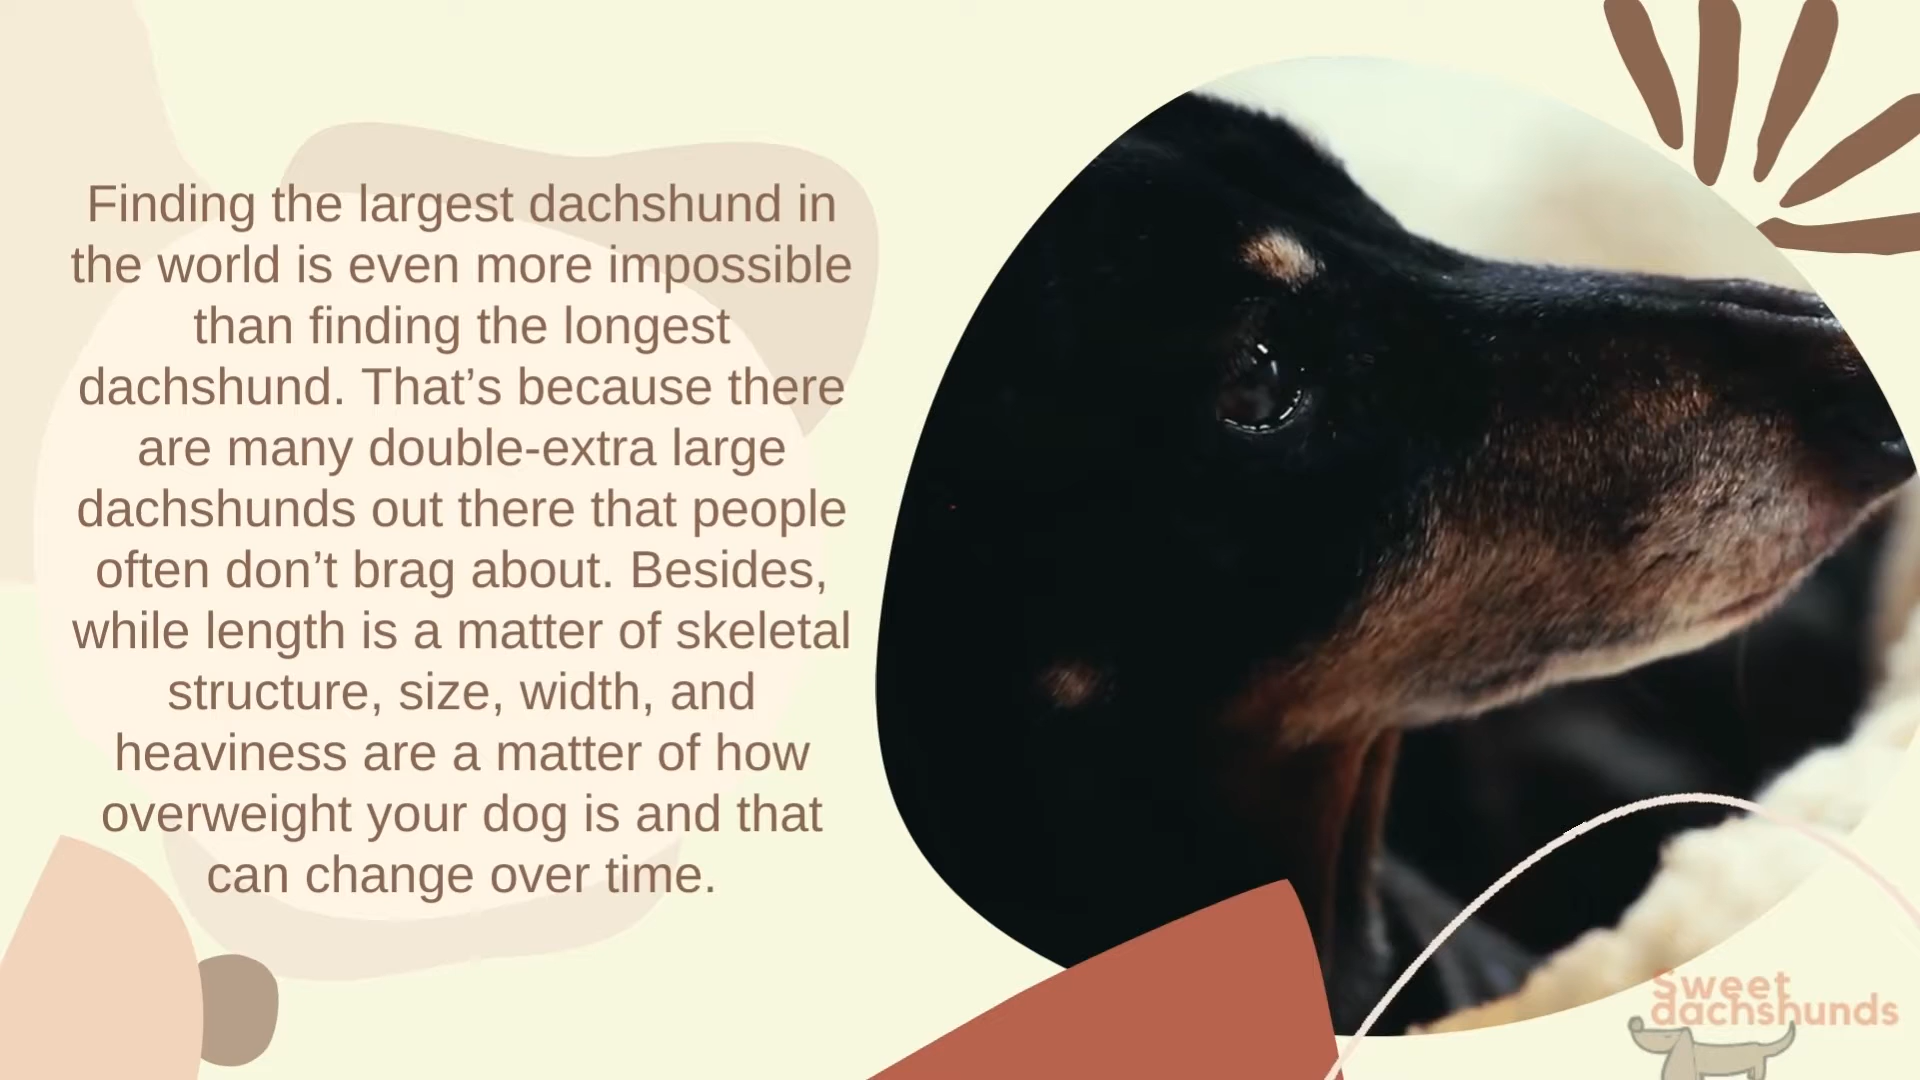 Finding the largest dachshund in
the world is even more impossible
than finding the longest
dachshund. That’s because there
are many double-extra large
dachshunds out there that people
often don’t brag about. Besides,
while length is a matter of skeletal
structure, size, width, and
heaviness are a matter of how
overweight your dog is and that
can change over time.
Sweet
dachshunds